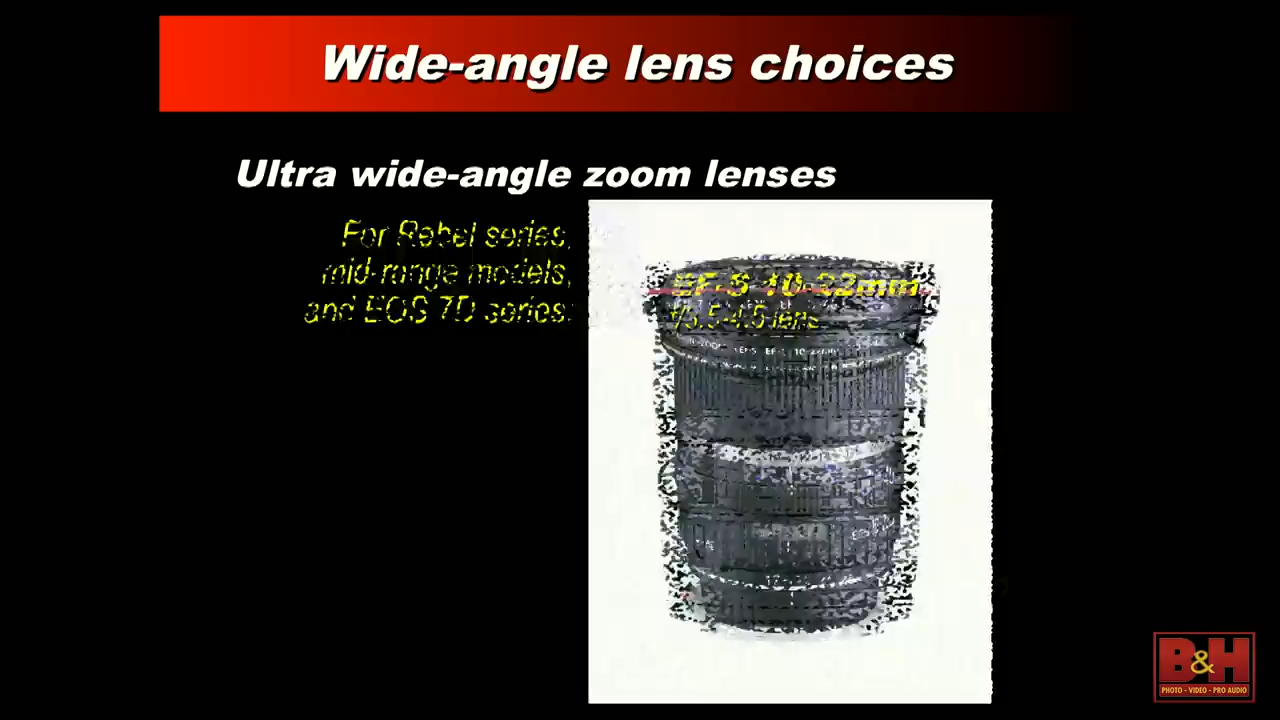 Wide-angle lens choices
Ultra wide-angle zoom lenses
For Rebel series,
mid-range models,
and EOS 7D series:
EF-S 10-22mm
f/3.5-4.5 lens
B&H
PHOTO - VIDEO - PRO AUDIO